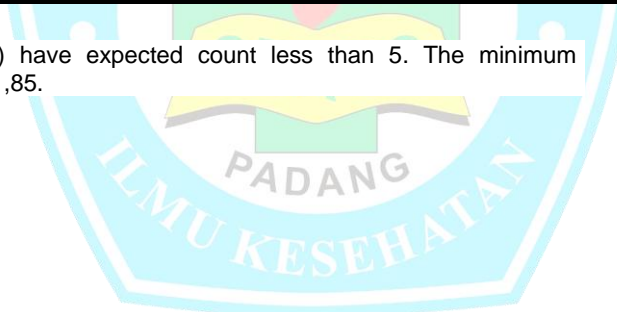 ) have expected count less than 5. The minimum
,85.
PADANG
ILMU KESEHATAN